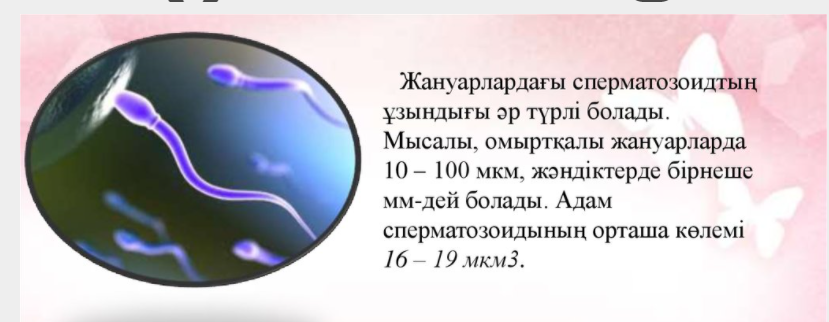 Жануарлардағы сперматозоидтың
ұзындығы әр түрлі болады.
Мысалы, омыртқалы жануарларда
10 – 100 мкм, жәндіктерде бірнеше
мм-дей болады. Адам
сперматозоидының орташа көлемі
16 – 19 мкм3.